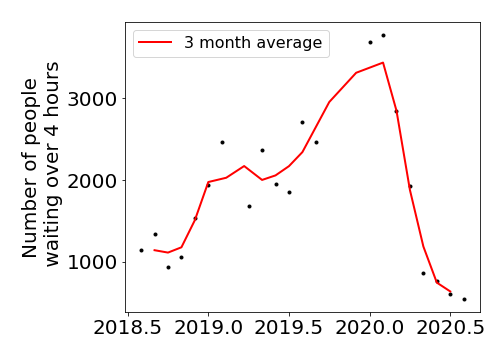 3 month average
Number of people
waiting over 4 hours
3000
2000
1000
2018.5 2019.0 2019.5 2020.0 2020.5